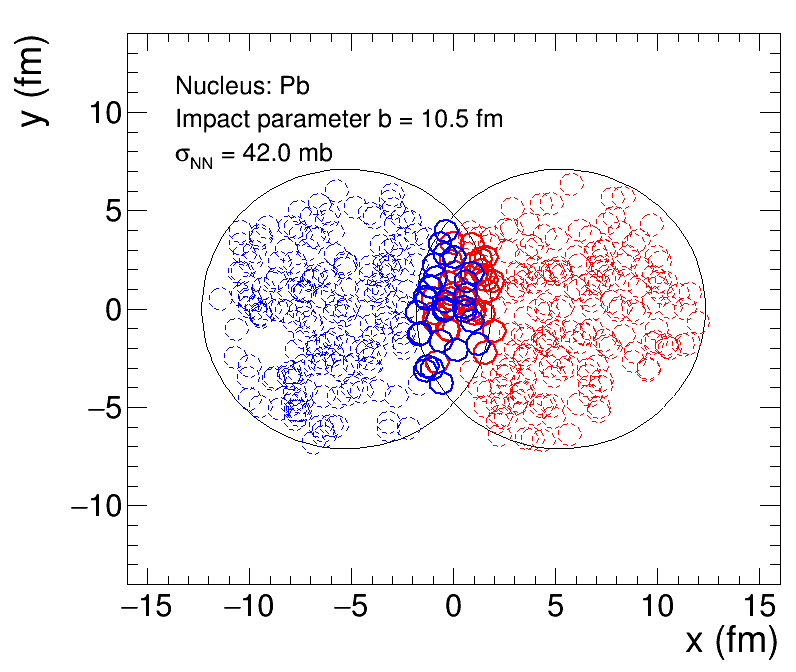 y (fm)
Nucleus: Pb
Impact parameter b = 10.5 fm
σNN = 42.0 mb
10
5
0
−5
−10
−15 −10 −5 0 5 10 15
x (fm)